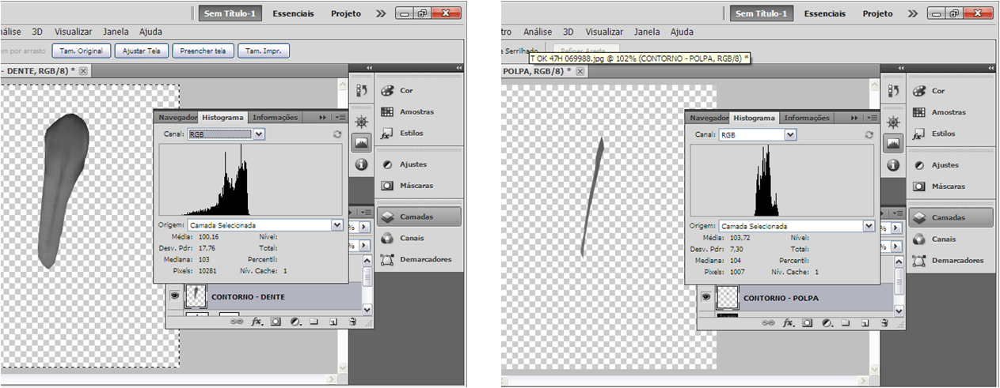 Sem Título-1 Essenciais Projeto
nálise 3D Visualizar Janela Ajuda
om por arrasto Tam. Original Ajustar Tela Preencher tela Tam. Impr.
- DENTE, RGB/8) *
Navegador Histograma Informações
Canal: RGB
Origem: Camada Selecionada
Média: 100,16 Nível:
Desv. Pdr: 17,76 Total:
Mediana: 103 Percentil:
Pixels: 10281 Nív. Cache: 1
%
%
CONTORNO - DENTE
Cor
Amostras
Estilos
Ajustes
Máscaras
Camadas
Canais
Demarcadores
Sem Título-1 Essenciais Projeto
tro Análise 3D Visualizar Janela Ajuda
e Serrilhado Refinar Aresta...
T OK 47H 069988.jpg @ 102% (CONTORNO - POLPA, RGB/8) *
POLPA, RGB/8) *
Navegador Histograma Informações
Canal: RGB
Origem: Camada Selecionada
Média: 103,72 Nível:
Desv. Pdr: 7,30 Total:
Mediana: 104 Percentil:
Pixels: 1007 Nív. Cache: 1
%
%
CONTORNO - POLPA
Cor
Amostras
Estilos
Ajustes
Máscaras
Camadas
Canais
Demarcadores